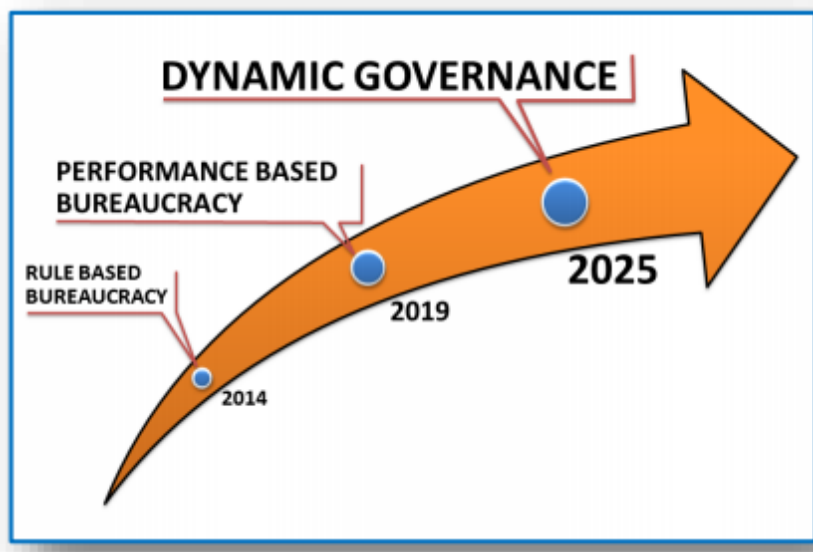 DYNAMIC GOVERNANCE
PERFORMANCE BASED
BUREAUCRACY
RULE BASED
BUREAUCRACY
2025
2019
2014